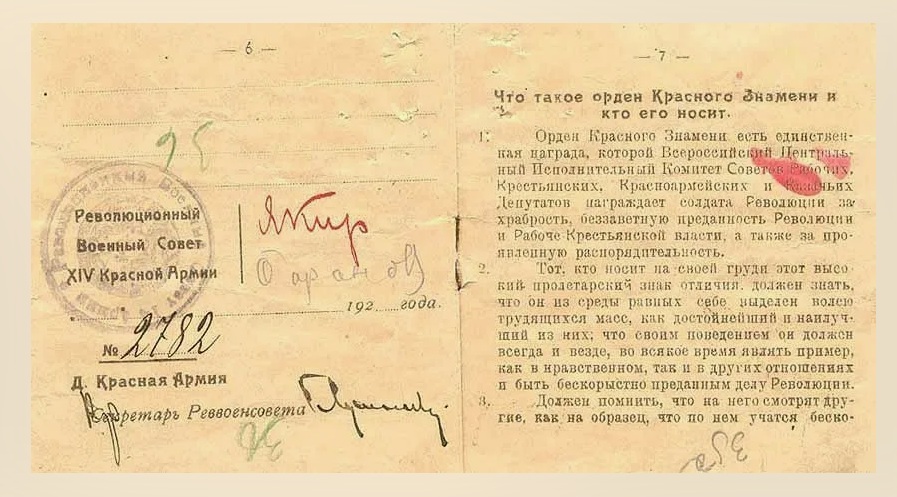 — 6 —
95
Революционный
Военный Совет
XIV Красной Армии
Якир
Баранов
192 года.
№ 2782
Д. Красная Армия
Секретарь Реввоенсовета
— 7 —
Что такое орден Красного Знамени и
кто его носит.
1. Орден Красного Знамени есть единствен-
ная награда, которой Всероссийский Централь-
ный Исполнительный Комитет Советов Рабочих,
Крестьянских, Красноармейских и Казачьих
Депутатов награждает солдата Революции за
храбрость, беззаветную преданность Революции
и Рабоче-Крестьянской власти, а также за про-
явленную распорядительность.
2. Тот, кто носит на своей груди этот высо-
кий пролетарский знак отличия, должен знать,
что он из среды равных себе выделен волею
трудящихся масс, как достойнейший и наилуч-
ший из них; что своим поведением он должен
всегда и везде, во всякое время являть пример,
как в нравственном, так и в других отношениях
и быть бескорыстно преданным делу Революции.
3. Должен помнить, что на него смотрят дру-
гие, как на образец, что по нем учатся беско-